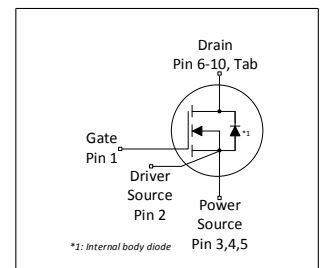 Drain
Pin 6-10, Tab
*1
Gate
Pin 1
Driver
Source
Pin 2
Power
Source
Pin 3,4,5
*1: Internal body diode